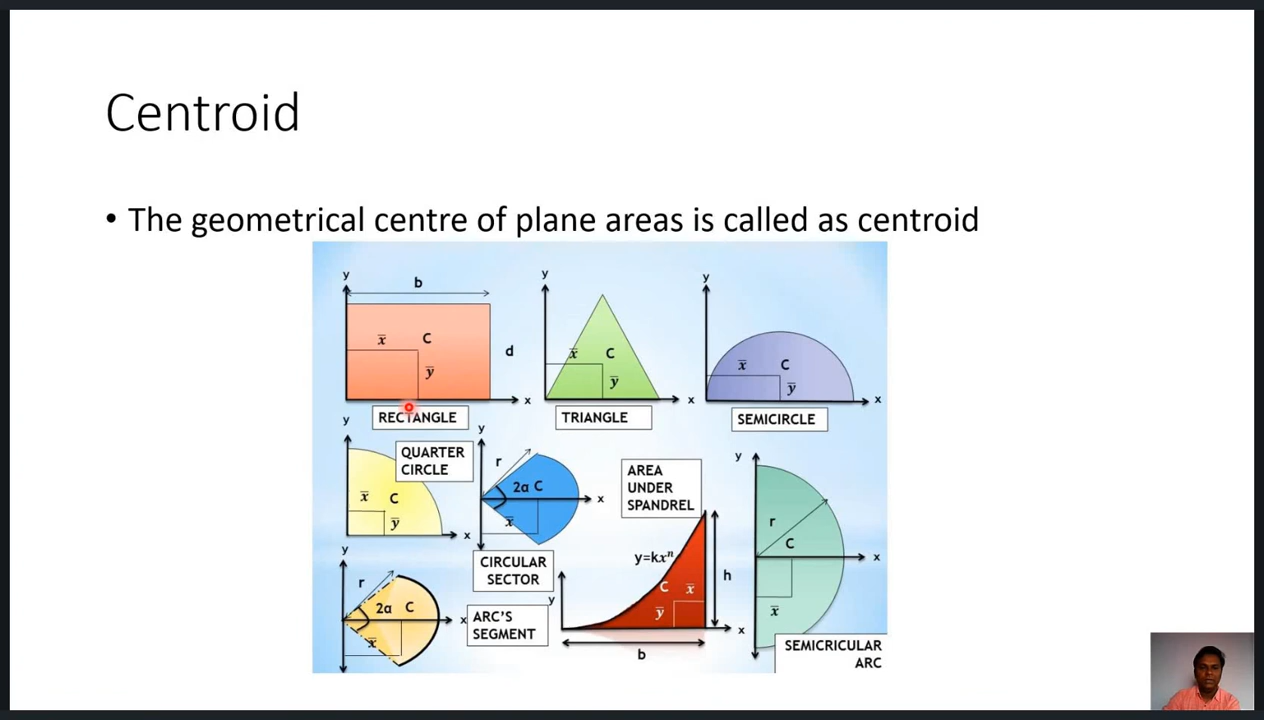 Centroid
• The geometrical centre of plane areas is called as centroid
y
b
x̄
C
ȳ
d
x
RECTANGLE
y
x̄
C
ȳ
x
TRIANGLE
y
x̄
C
ȳ
x
SEMICIRCLE
y
QUARTER
CIRCLE
x̄
C
ȳ
x
y
r
2α C
x
x̄
CIRCULAR
SECTOR
AREA
UNDER
SPANDREL
y=kxⁿ
y
C
x̄
ȳ
h
x
b
y
r
C
x
x̄
SEMICRICULAR
ARC
y
r
2α C
x
x̄
ARC'S
SEGMENT